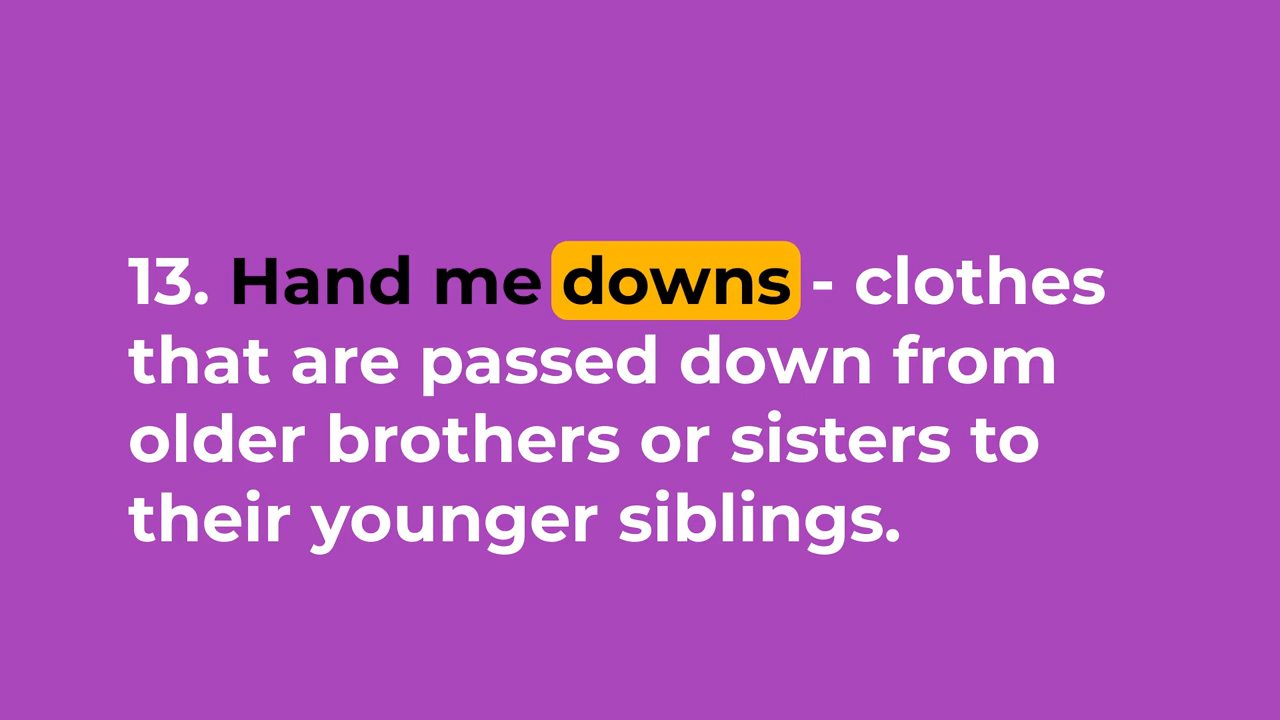 13. Hand me downs - clothes
that are passed down from
older brothers or sisters to
their younger siblings.